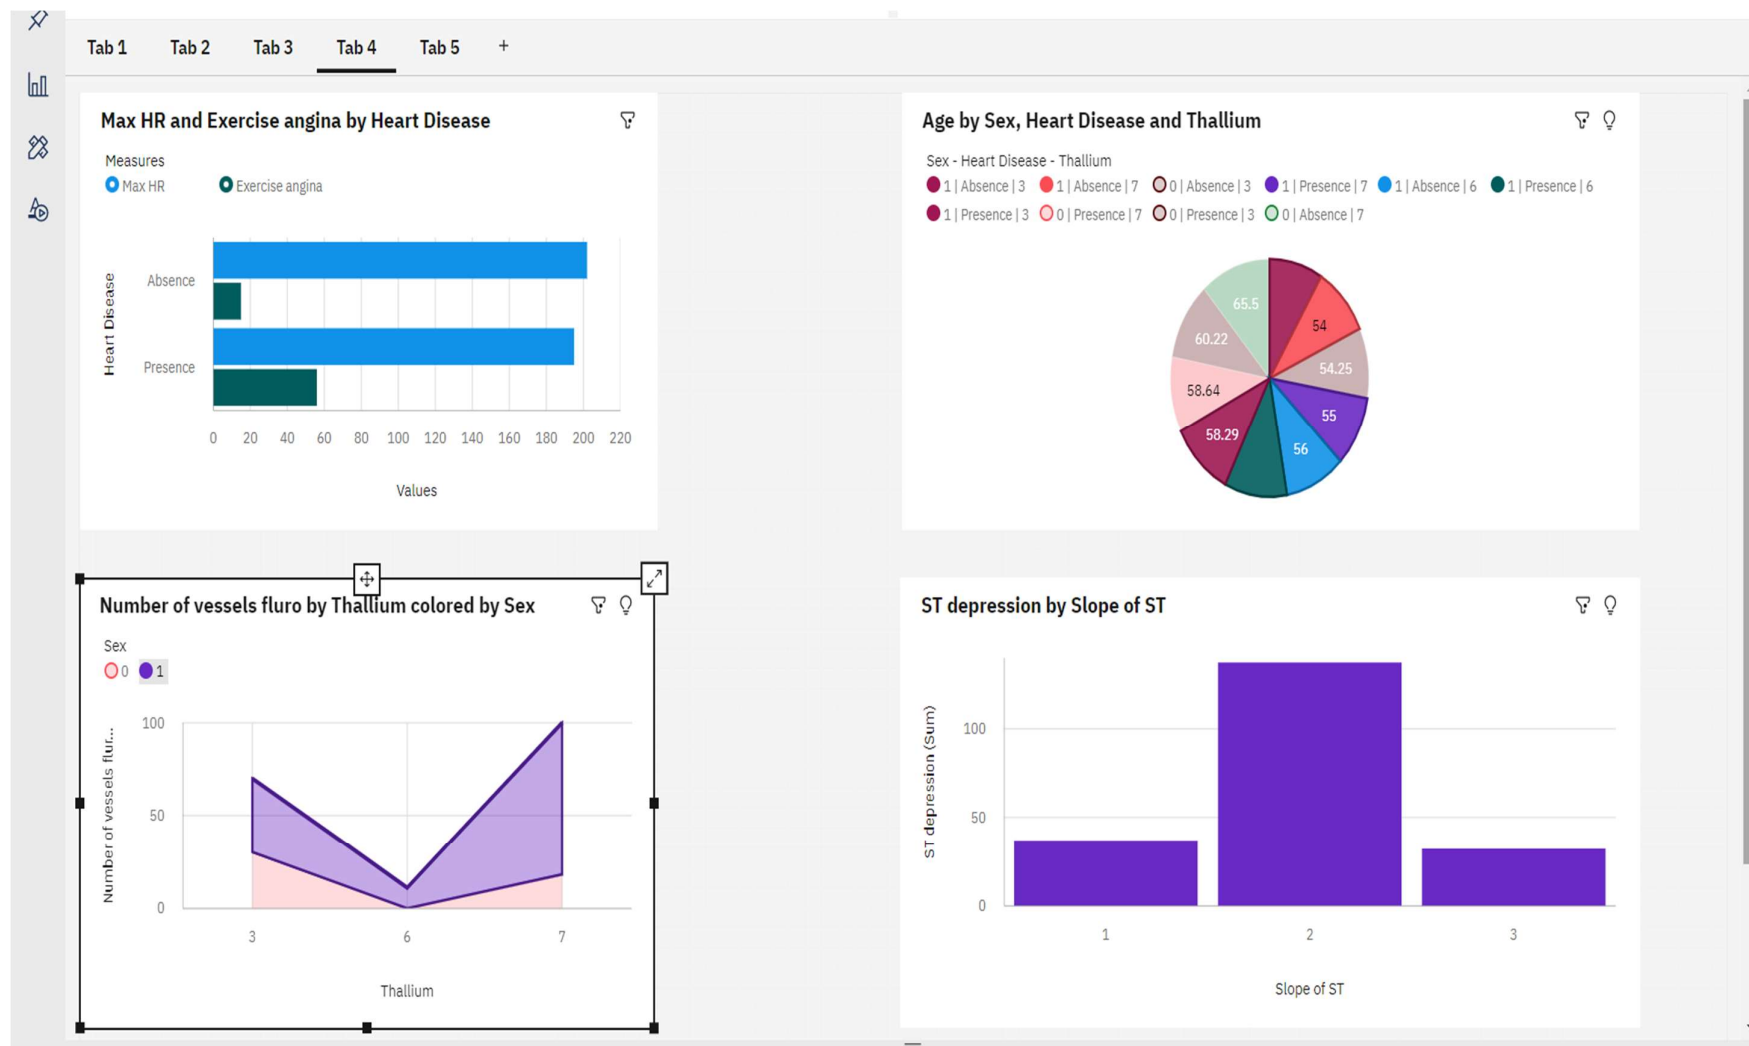 Tab 1 Tab 2 Tab 3 Tab 4 Tab 5 +
Max HR and Exercise angina by Heart Disease
Measures
Max HR Exercise angina
Heart Disease
Absence
Presence
0 20 40 60 80 100 120 140 160 180 200 220
Values
Age by Sex, Heart Disease and Thallium
Sex - Heart Disease - Thallium
1 | Absence | 3 1 | Absence | 7 0 | Absence | 3 1 | Presence | 7 1 | Absence | 6 1 | Presence | 6
1 | Presence | 3 0 | Presence | 7 0 | Presence | 3 0 | Absence | 7
65.5
54
60.22
54.25
58.64
55
58.29
56
Number of vessels fluro by Thallium colored by Sex
Sex
0 1
Number of vessels flur...
100
50
0
3 6 7
Thallium
ST depression by Slope of ST
ST depression (Sum)
100
50
0
1 2 3
Slope of ST